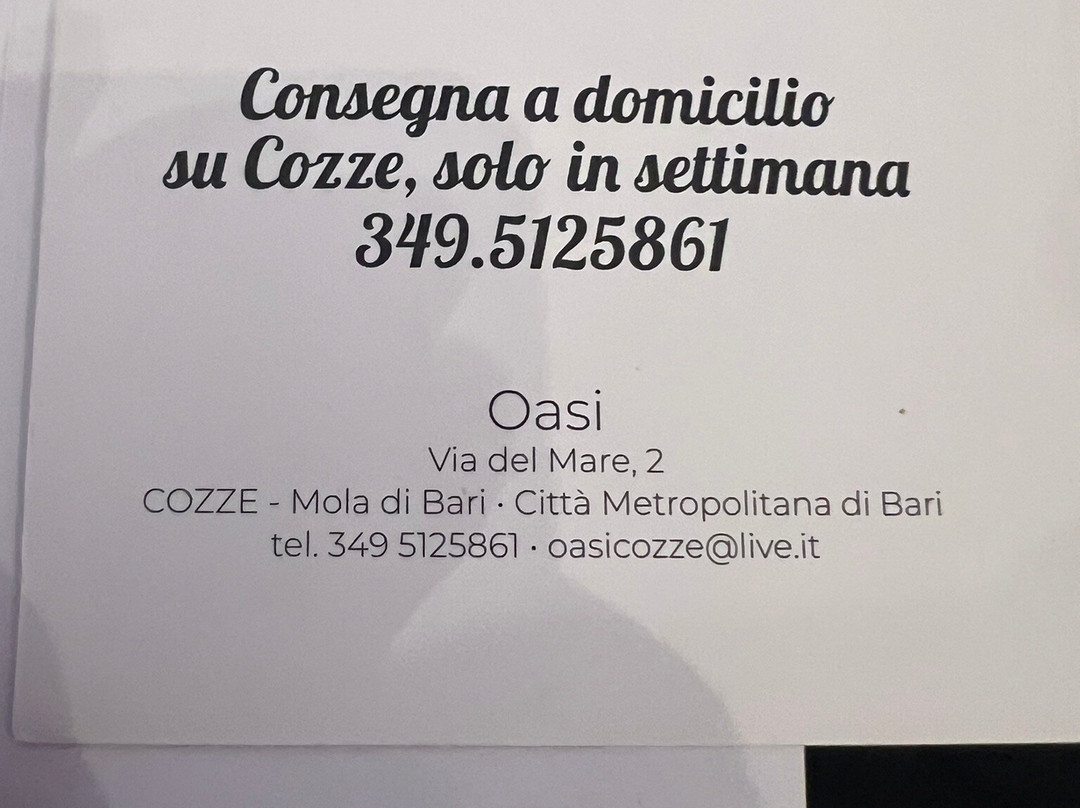 Consegna a domicilio
su Cozze, solo in settimana
349.5125861
Oasi
Via del Mare, 2
COZZE - Mola di Bari • Città Metropolitana di Bari
tel. 349 5125861 • oasicozze@live.it